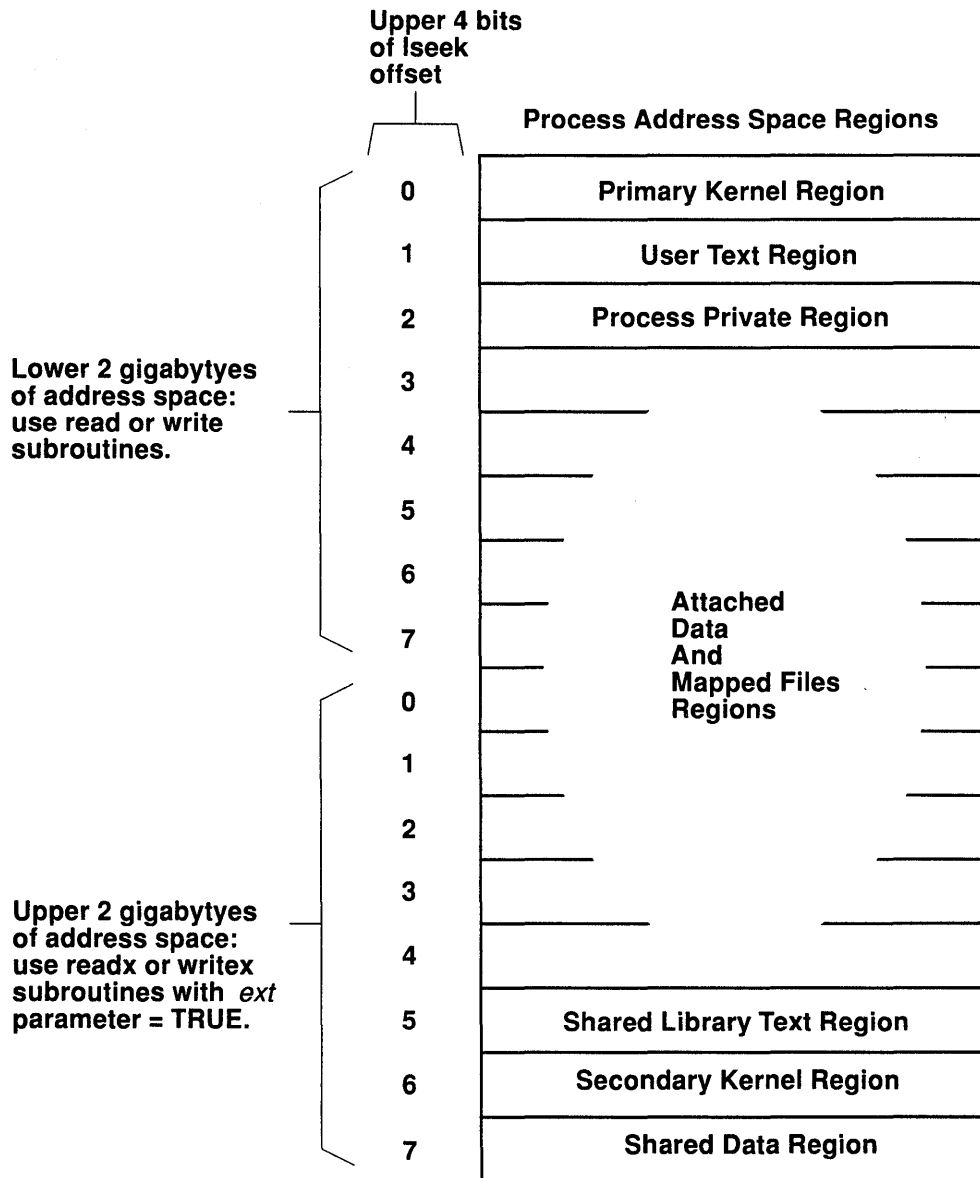 Upper 4 bits
of lseek
offset
Process Address Space Regions
0 Primary Kernel Region
1 User Text Region
2 Process Private Region
Lower 2 gigabytyes
of address space:
use read or write
subroutines.
3
4
5
6
7
Attached
Data
And
Mapped Files
Regions
0
1
2
3
4
Upper 2 gigabytyes
of address space:
use readx or writex
subroutines with ext
parameter = TRUE.
5 Shared Library Text Region
6 Secondary Kernel Region
7 Shared Data Region